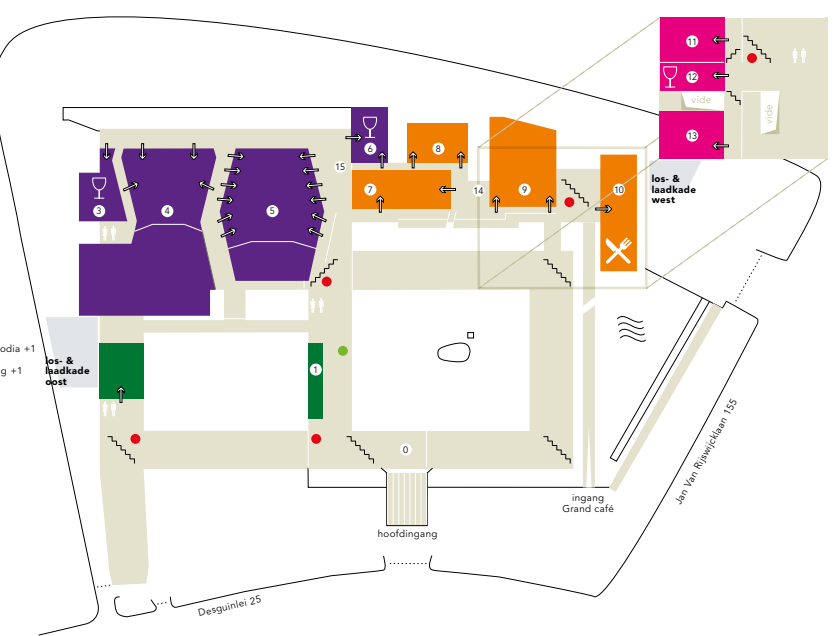 11
12
vide
vide
13
6
8
15
7
14
9
10
los- &
laadkade
west
3
4
5
odia +1
g +1
los- &
laadkade
oost
1
0
hoofdingang
ingang
Grand café
Jan Van Rijswijcklaan 155
Desguinlei 25